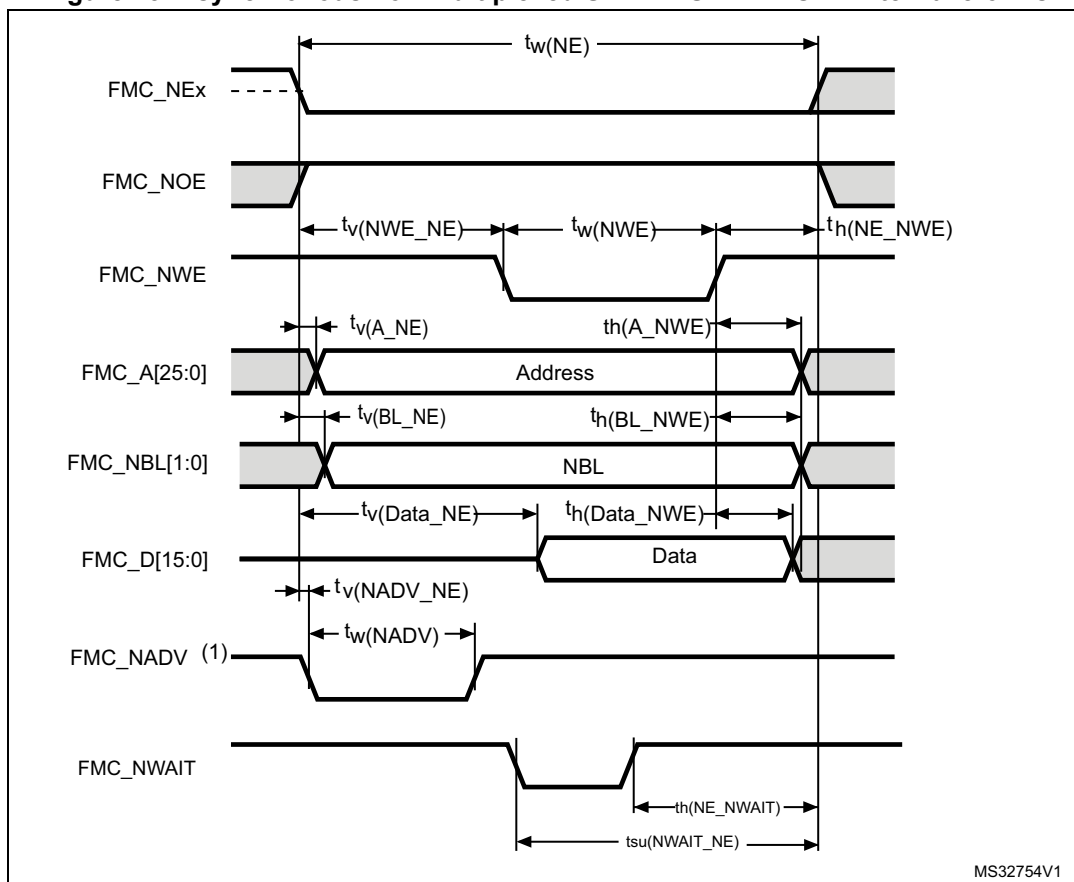 tw(NE)
FMC_NEx
FMC_NOE
tv(NWE_NE) tw(NWE) th(NE_NWE)
FMC_NWE
tv(A_NE) th(A_NWE)
FMC_A[25:0] Address
tv(BL_NE) th(BL_NWE)
FMC_NBL[1:0] NBL
tv(Data_NE) th(Data_NWE)
FMC_D[15:0] Data
tv(NADV_NE)
tw(NADV)
FMC_NADV (1)
FMC_NWAIT
th(NE_NWAIT)
tsu(NWAIT_NE)
MS32754V1